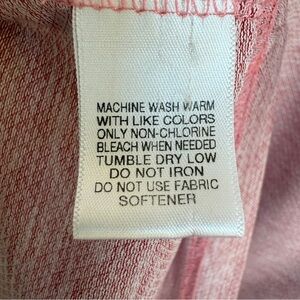 MACHINE WASH WARM
WITH LIKE COLORS
ONLY NON-CHLORINE
BLEACH WHEN NEEDED
TUMBLE DRY LOW
DO NOT IRON
DO NOT USE FABRIC
SOFTENER